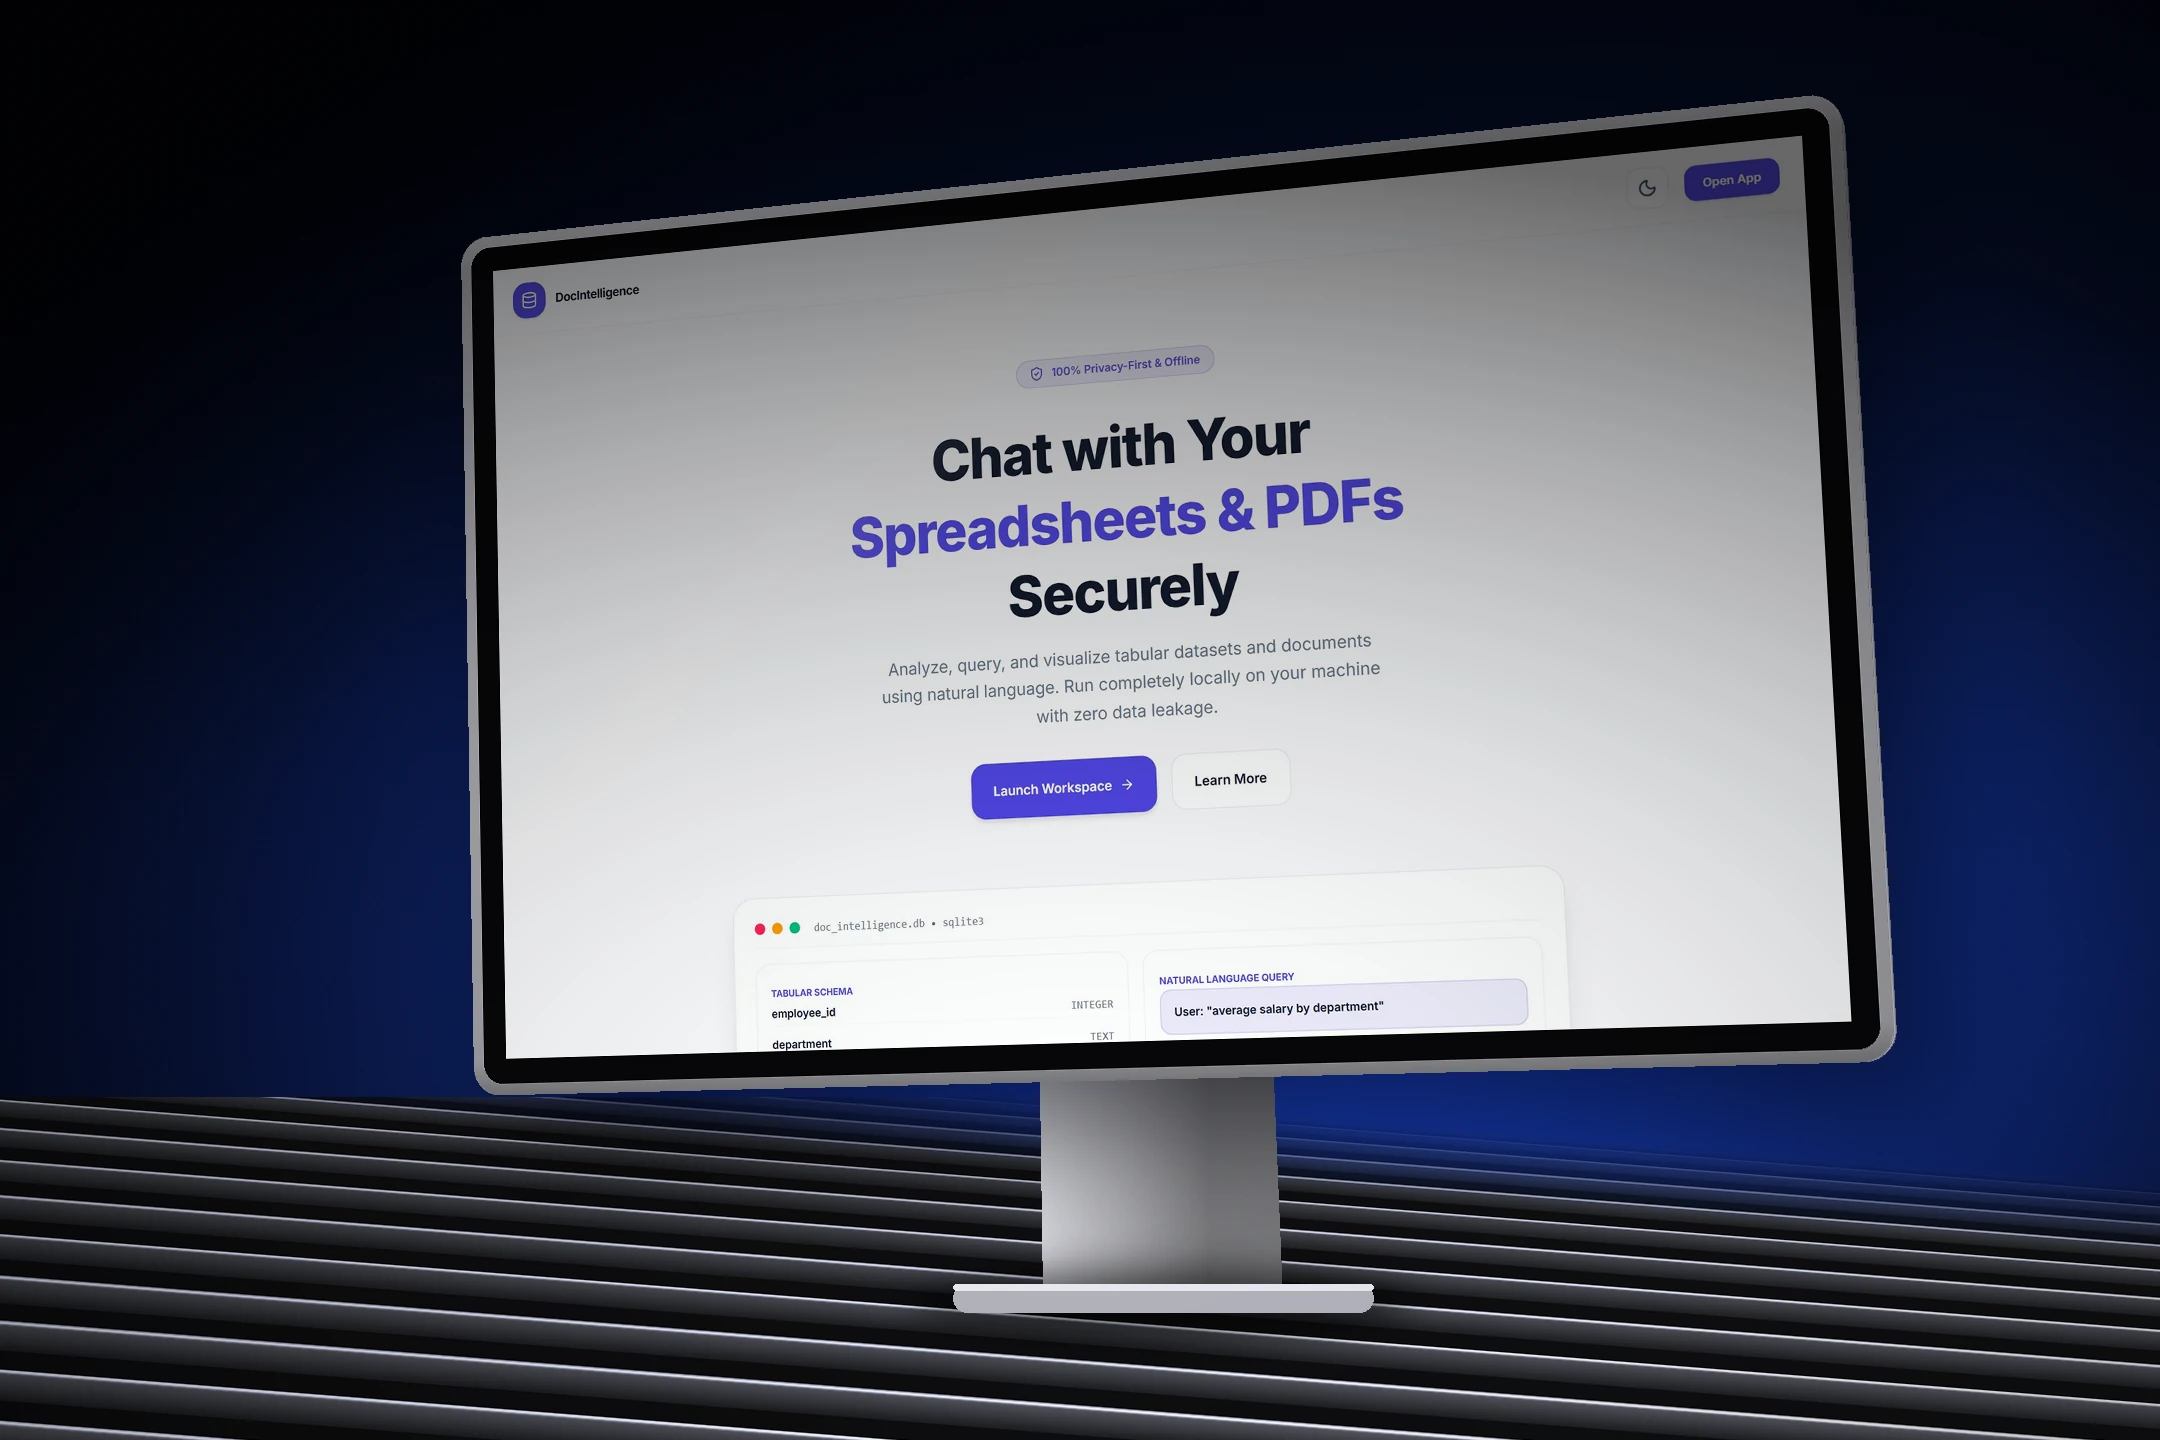 DocIntelligence
Open App
100% Privacy-First & Offline
Chat with Your
Spreadsheets & PDFs
Securely
Analyze, query, and visualize tabular datasets and documents
using natural language. Run completely locally on your machine
with zero data leakage.
Launch Workspace →
Learn More
doc_intelligence.db • sqlite3
TABULAR SCHEMA
employee_id INTEGER
department TEXT
NATURAL LANGUAGE QUERY
User: "average salary by department"